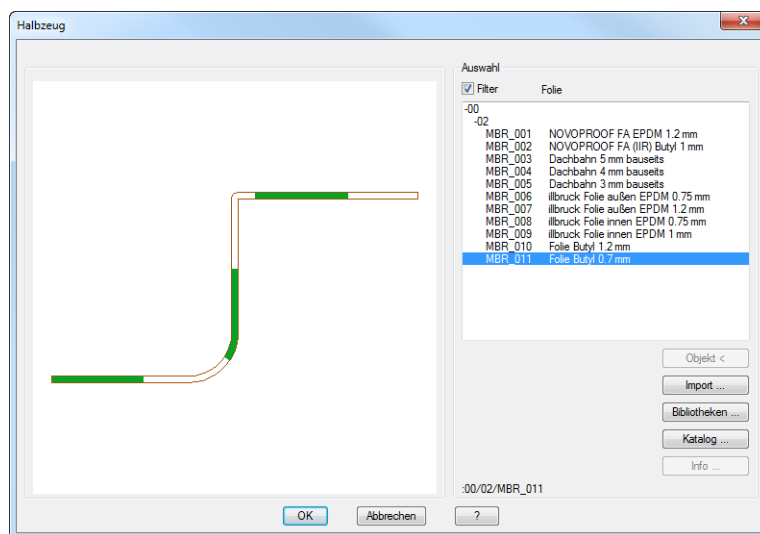 Halbzeug
Auswahl
Filter Folie
-00
-02
MBR_001 NOVOPROOF FA EPDM 1.2 mm
MBR_002 NOVOPROOF FA (IIR) Butyl 1 mm
MBR_003 Dachbahn 5 mm bauseits
MBR_004 Dachbahn 4 mm bauseits
MBR_005 Dachbahn 3 mm bauseits
MBR_006 illbruck Folie außen EPDM 0.75 mm
MBR_007 illbruck Folie außen EPDM 1.2 mm
MBR_008 illbruck Folie innen EPDM 0.75 mm
MBR_009 illbruck Folie innen EPDM 1 mm
MBR_010 Folie Butyl 1.2 mm
MBR_011 Folie Butyl 0.7 mm
Objekt <
Import ...
Bibliotheken ...
Katalog ...
Info ...
:00/02/MBR_011
OK Abbrechen ?